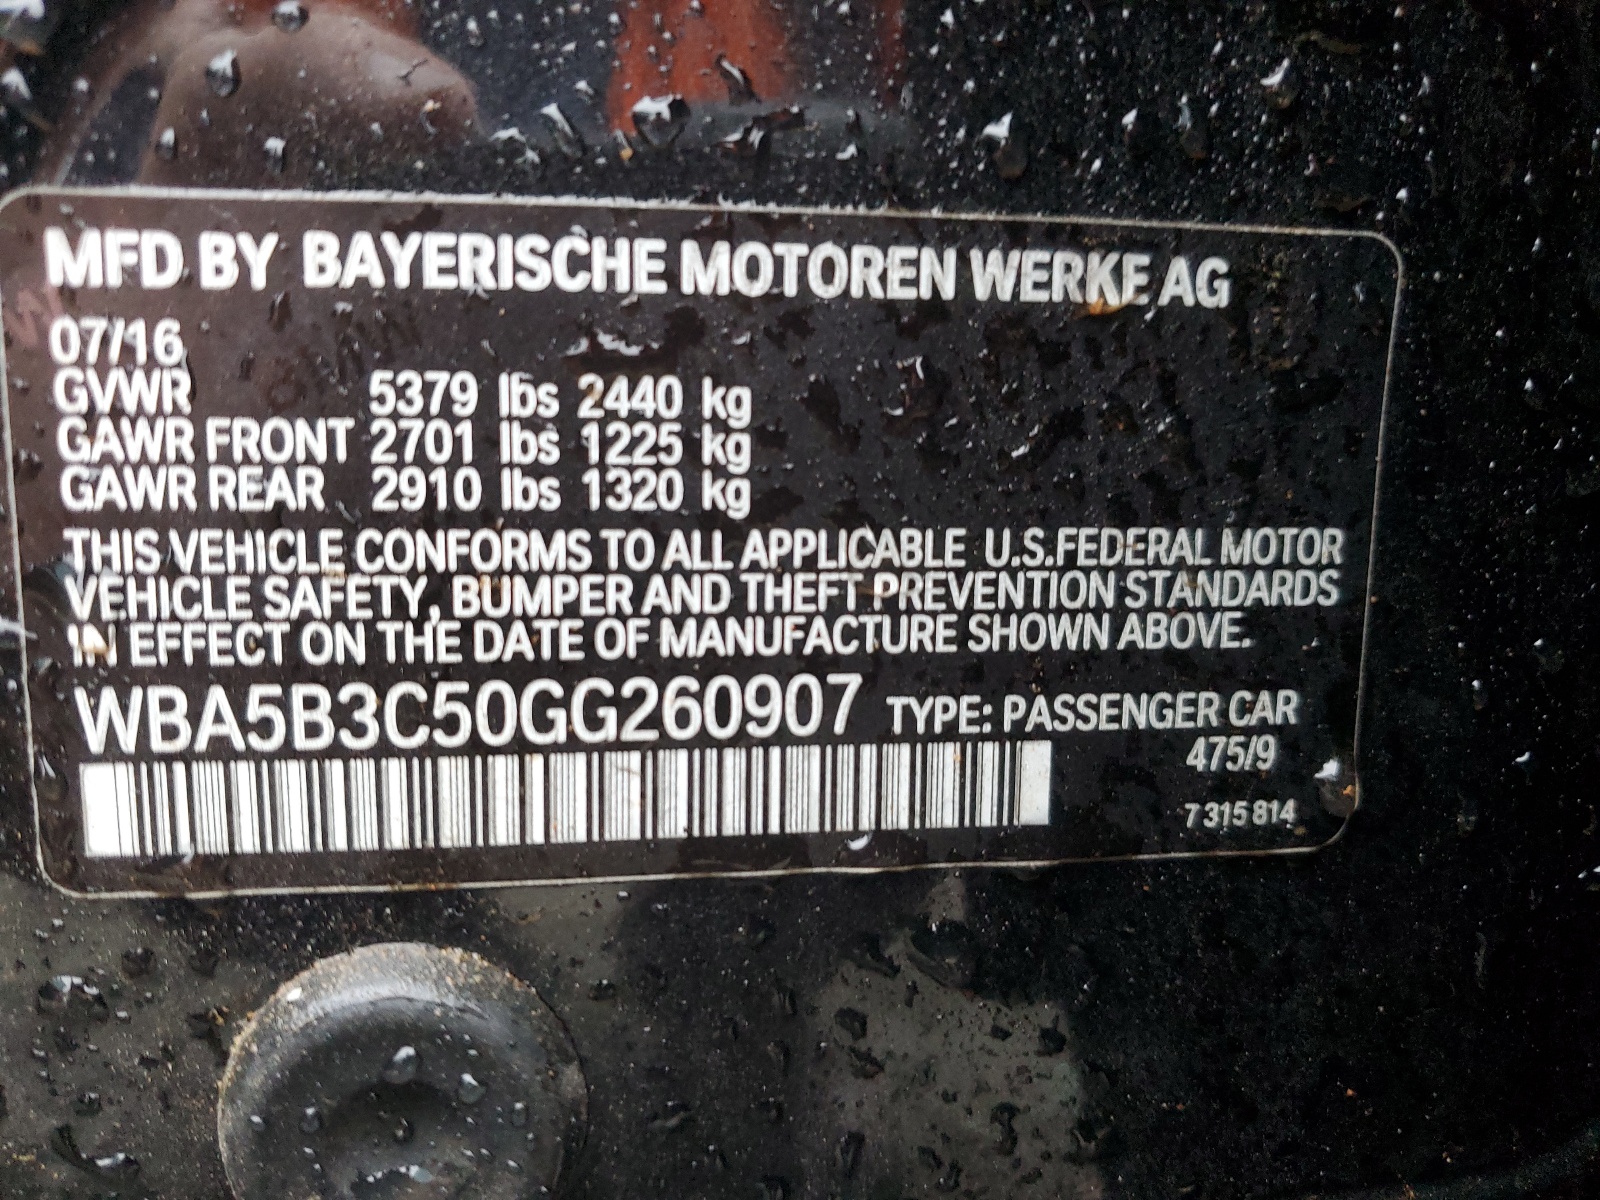 MFD BY BAYERISCHE MOTOREN WERKE AG
07/16
GVWR 5379 lbs 2440 kg
GAWR FRONT 2701 lbs 1225 kg
GAWR REAR 2910 lbs 1320 kg
THIS VEHICLE CONFORMS TO ALL APPLICABLE U.S.FEDERAL MOTOR
VEHICLE SAFETY, BUMPER AND THEFT PREVENTION STANDARDS
IN EFFECT ON THE DATE OF MANUFACTURE SHOWN ABOVE.
WBA5B3C50GG260907 TYPE: PASSENGER CAR
475/9
7 315 814